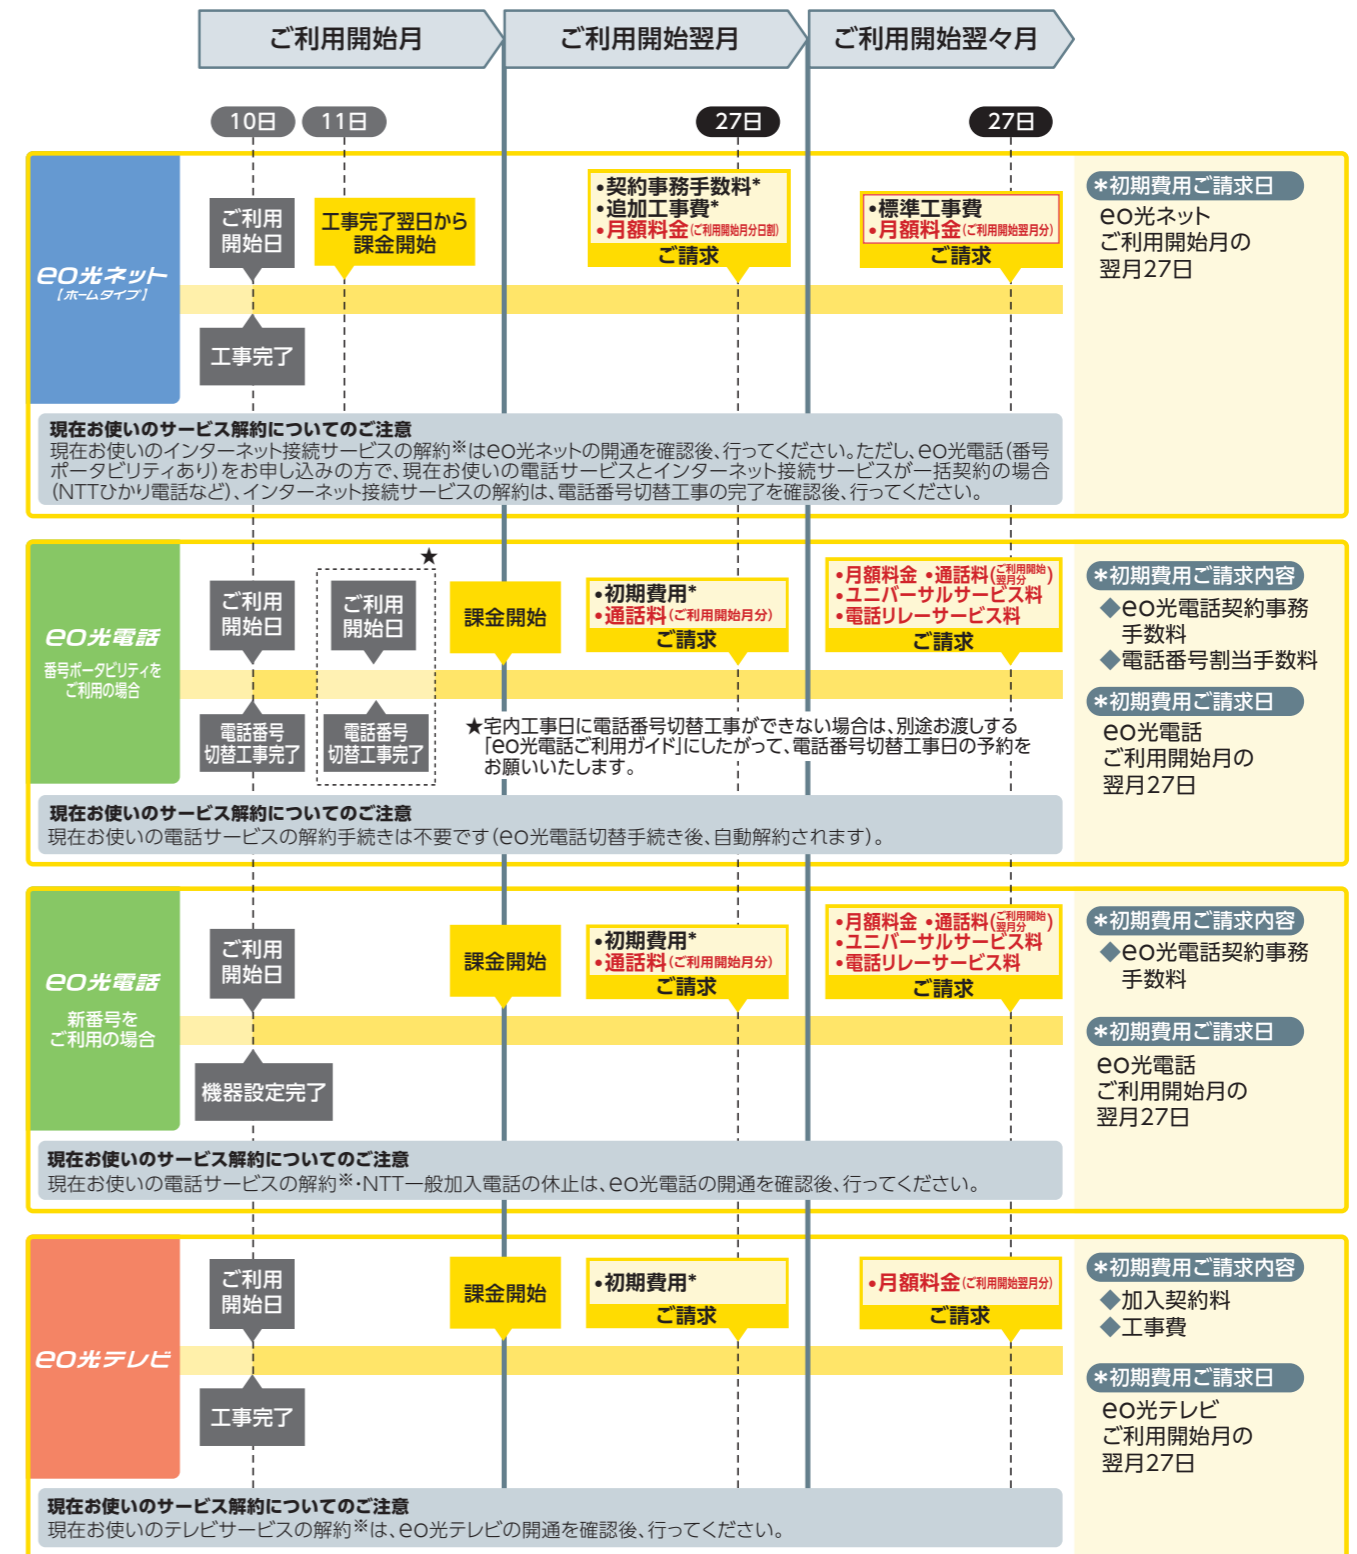 ご利用開始月
ご利用開始翌月
ご利用開始翌々月
10日
11日
27日
27日
eo光ネット
【ホームタイプ】
ご利用
開始日
工事完了翌日から
課金開始
•契約事務手数料*
•追加工事費*
•月額料金(ご利用開始月分日割)
ご請求
•標準工事費
•月額料金(ご利用開始翌月分)
ご請求
工事完了
*初期費用ご請求日
eo光ネット
ご利用開始月の
翌月27日
現在お使いのサービス解約についてのご注意
現在お使いのインターネット接続サービスの解約※はeo光ネットの開通を確認後、行ってください。ただし、eo光電話(番号
ポータビリティあり)をお申し込みの方で、現在お使いの電話サービスとインターネット接続サービスが一括契約の場合
(NTTひかり電話など)、インターネット接続サービスの解約は、電話番号切替工事の完了を確認後、行ってください。
eo光電話
番号ポータビリティを
ご利用の場合
ご利用
開始日
★
ご利用
開始日
課金開始
•初期費用*
•通話料(ご利用開始月分)
ご請求
•月額料金 •通話料(ご利用開始翌月分)
•ユニバーサルサービス料
•電話リレーサービス料
ご請求
電話番号
切替工事完了
電話番号
切替工事完了
★宅内工事日に電話番号切替工事ができない場合は、別途お渡しする
「eo光電話ご利用ガイド」にしたがって、電話番号切替工事日の予約を
お願いいたします。
*初期費用ご請求内容
◆eo光電話契約事務
手数料
◆電話番号割当手数料
*初期費用ご請求日
eo光電話
ご利用開始月の
翌月27日
現在お使いのサービス解約についてのご注意
現在お使いの電話サービスの解約手続きは不要です(eo光電話切替手続き後、自動解約されます)。
eo光電話
新番号を
ご利用の場合
ご利用
開始日
課金開始
•初期費用*
•通話料(ご利用開始月分)
ご請求
•月額料金 •通話料(ご利用開始翌月分)
•ユニバーサルサービス料
•電話リレーサービス料
ご請求
機器設定完了
*初期費用ご請求内容
◆eo光電話契約事務
手数料
*初期費用ご請求日
eo光電話
ご利用開始月の
翌月27日
現在お使いのサービス解約についてのご注意
現在お使いの電話サービスの解約※・NTT一般加入電話の休止は、eo光電話の開通を確認後、行ってください。
eo光テレビ
ご利用
開始日
課金開始
•初期費用*
ご請求
•月額料金(ご利用開始翌月分)
ご請求
工事完了
*初期費用ご請求内容
◆加入契約料
◆工事費
*初期費用ご請求日
eo光テレビ
ご利用開始月の
翌月27日
現在お使いのサービス解約についてのご注意
現在お使いのテレビサービスの解約※は、eo光テレビの開通を確認後、行ってください。